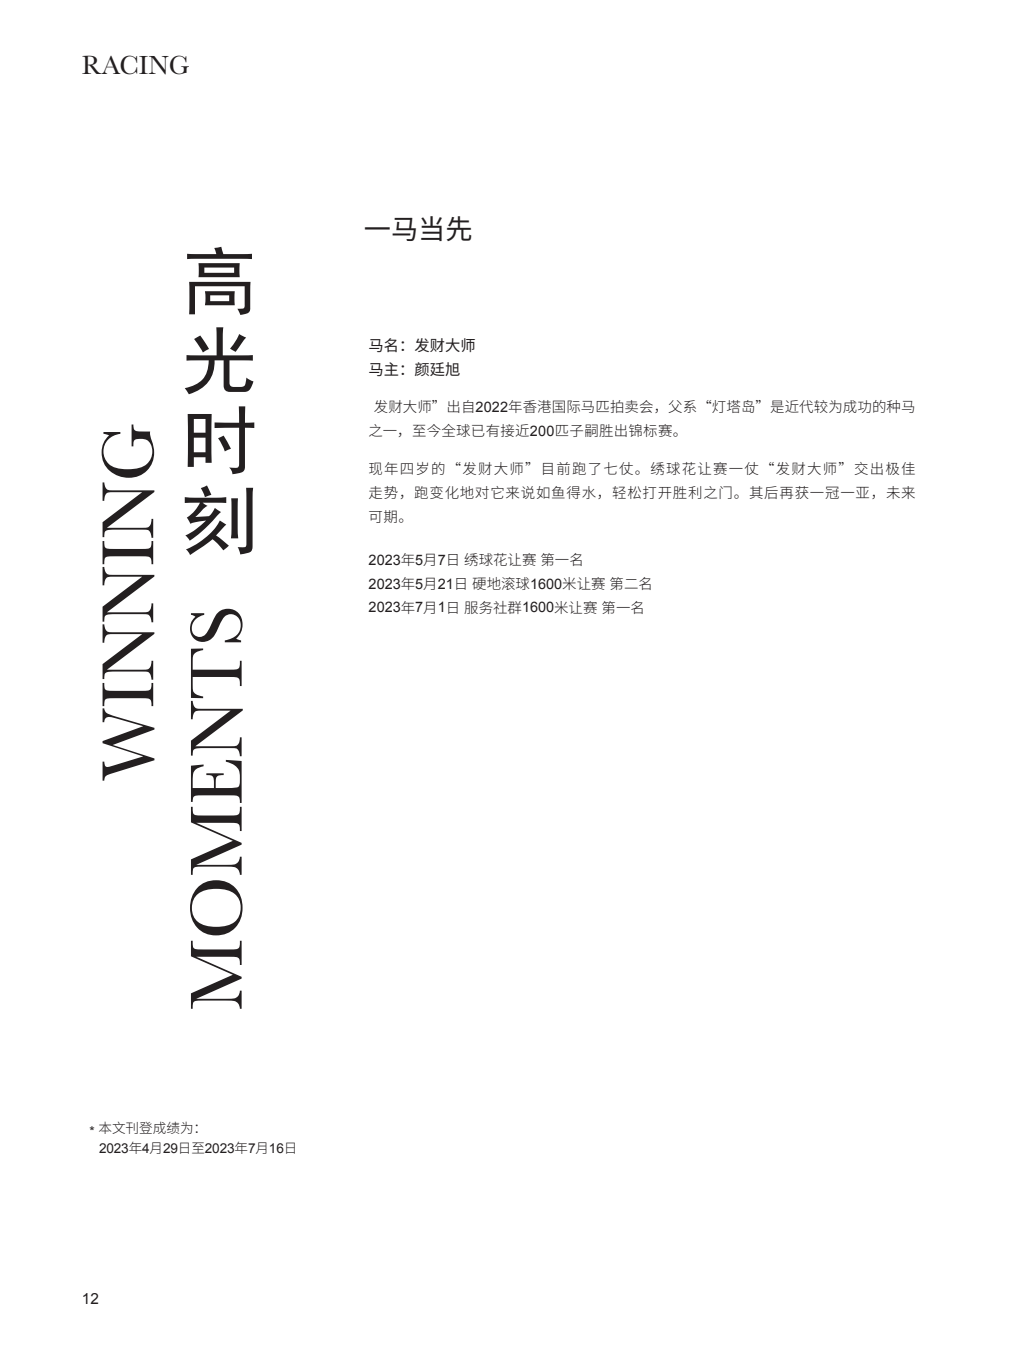 RACING
高光时刻
WINNING
MOMENTS
一马当先
马名：发财大师
马主：颜廷旭
发财大师”出自2022年香港国际马匹拍卖会，父系“灯塔岛”是近代较为成功的种马
之一，至今全球已有接近200匹子嗣胜出锦标赛。
现年四岁的“发财大师”目前跑了七仗。绣球花让赛一仗“发财大师”交出极佳
走势，跑变化地对它来说如鱼得水，轻松打开胜利之门。其后再获一冠一亚，未来
可期。
2023年5月7日 绣球花让赛 第一名
2023年5月21日 硬地滚球1600米让赛 第二名
2023年7月1日 服务社群1600米让赛 第一名
* 本文刊登成绩为：
2023年4月29日至2023年7月16日
12